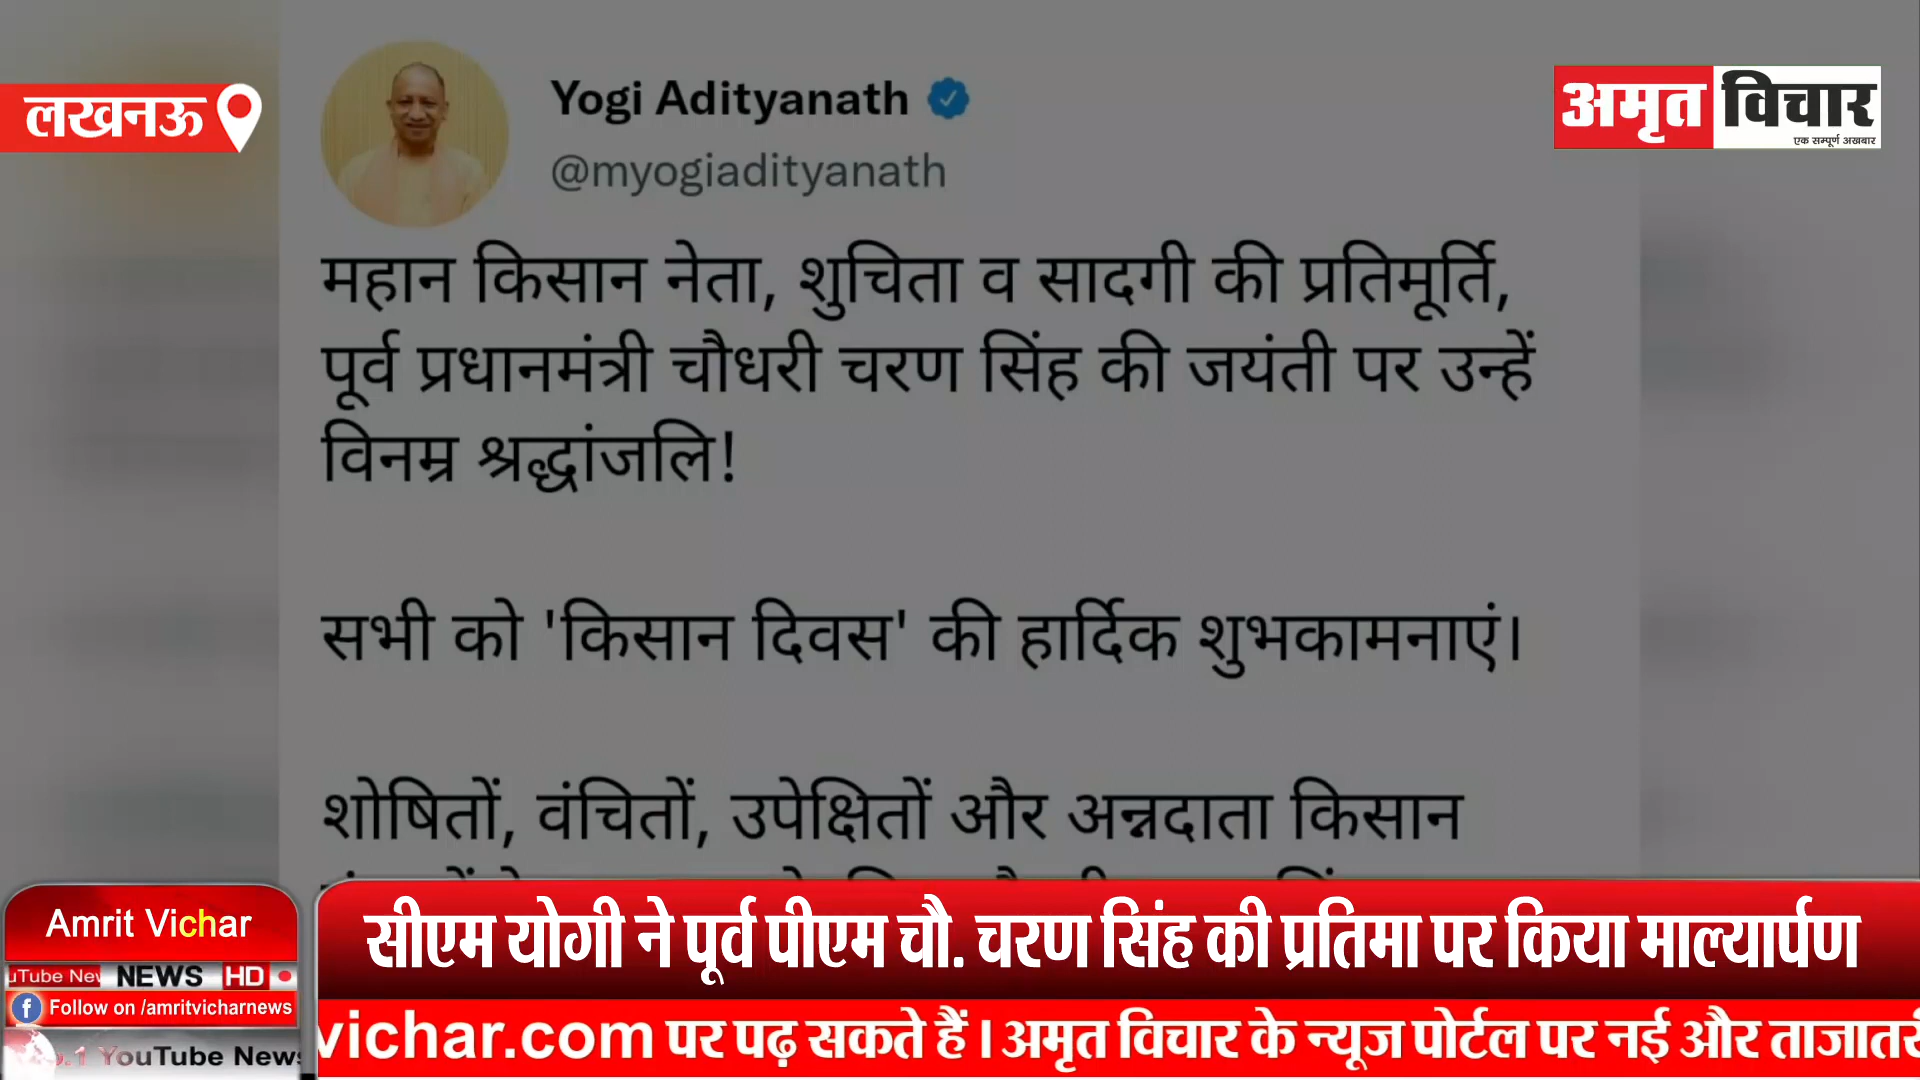 लखनऊ
Yogi Adityanath
@myogiadityanath
अमृत विचार
एक सम्पूर्ण अखबार
महान किसान नेता, शुचिता व सादगी की प्रतिमूर्ति,
पूर्व प्रधानमंत्री चौधरी चरण सिंह की जयंती पर उन्हें
विनम्र श्रद्धांजलि!
सभी को 'किसान दिवस' की हार्दिक शुभकामनाएं।
शोषितों, वंचितों, उपेक्षितों और अन्नदाता किसान
Amrit Vichar
uTube New NEWS HD
Follow on /amritvicharnews
o.1 YouTube News
सीएम योगी ने पूर्व पीएम चौ. चरण सिंह की प्रतिमा पर किया माल्यार्पण
vichar.com पर पढ़ सकते हैं । अमृत विचार के न्यूज पोर्टल पर नई और